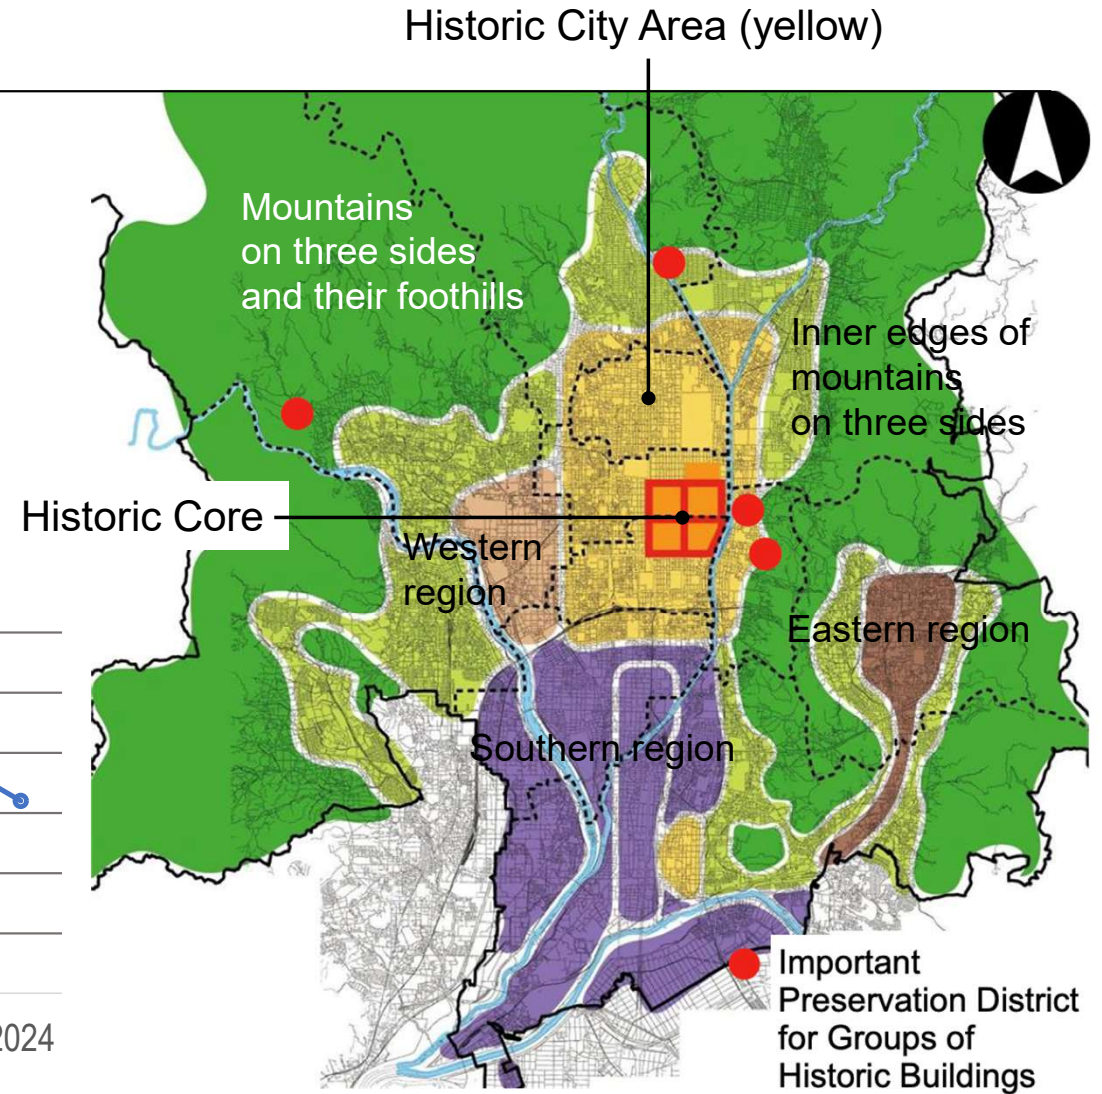 Historic City Area (yellow)
Mountains
on three sides
and their foothills
Inner edges of
mountains
on three sides
Historic Core
Western
region
Eastern region
Southern region
Important
Preservation District
for Groups of
Historic Buildings
2024